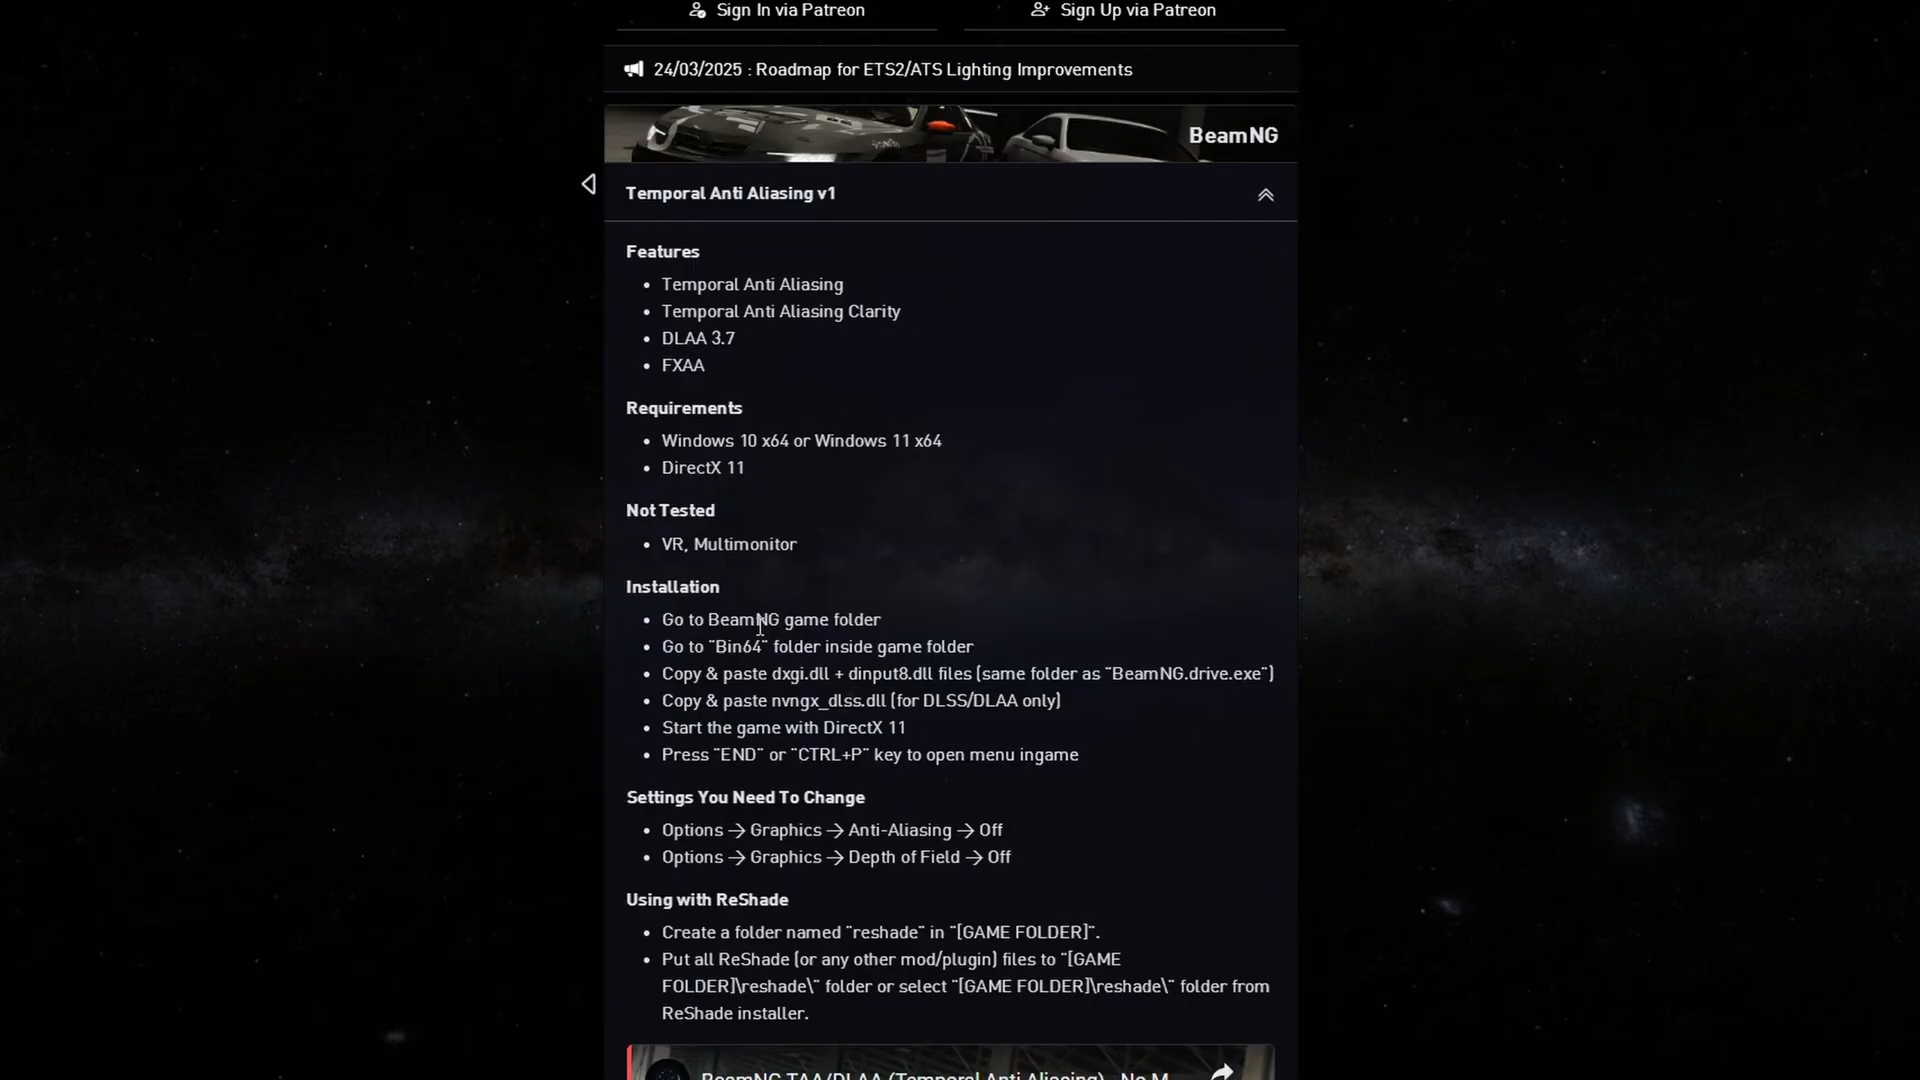 Sign In via Patreon
Sign Up via Patreon
24/03/2025 : Roadmap for ETS2/ATS Lighting Improvements
BeamNG
Temporal Anti Aliasing v1
Features
• Temporal Anti Aliasing
• Temporal Anti Aliasing Clarity
• DLAA 3.7
• FXAA
Requirements
• Windows 10 x64 or Windows 11 x64
• DirectX 11
Not Tested
• VR, Multimonitor
Installation
• Go to BeamNG game folder
• Go to "Bin64" folder inside game folder
• Copy & paste dxgi.dll + dinput8.dll files (same folder as "BeamNG.drive.exe")
• Copy & paste nvngx_dlss.dll (for DLSS/DLAA only)
• Start the game with DirectX 11
• Press "END" or "CTRL+P" key to open menu ingame
Settings You Need To Change
• Options → Graphics → Anti-Aliasing → Off
• Options → Graphics → Depth of Field → Off
Using with ReShade
• Create a folder named "reshade" in "[GAME FOLDER]".
• Put all ReShade (or any other mod/plugin) files to "[GAME
FOLDER]\reshade\" folder or select "[GAME FOLDER]\reshade\" folder from
ReShade installer.
BeamNG TAA/DLAA (Temporal Anti Aliasing) - No M...